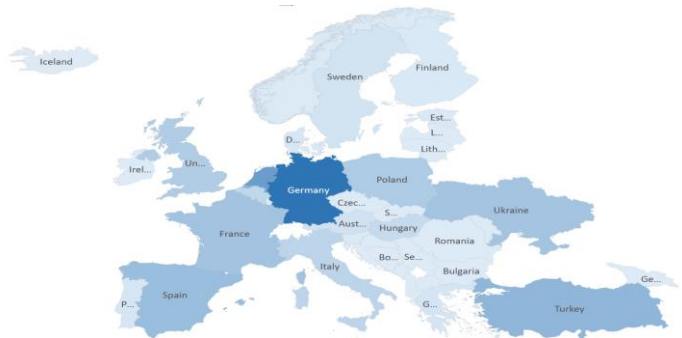 Iceland
Finland
Sweden
Est...
L...
Lith...
D...
Irel...
Un...
Germany
Poland
Czec...
S...
Ukraine
Aust...
Hungary
France
Romania
Italy
Bo...
Se...
Bulgaria
Ge...
P...
Spain
G...
Turkey